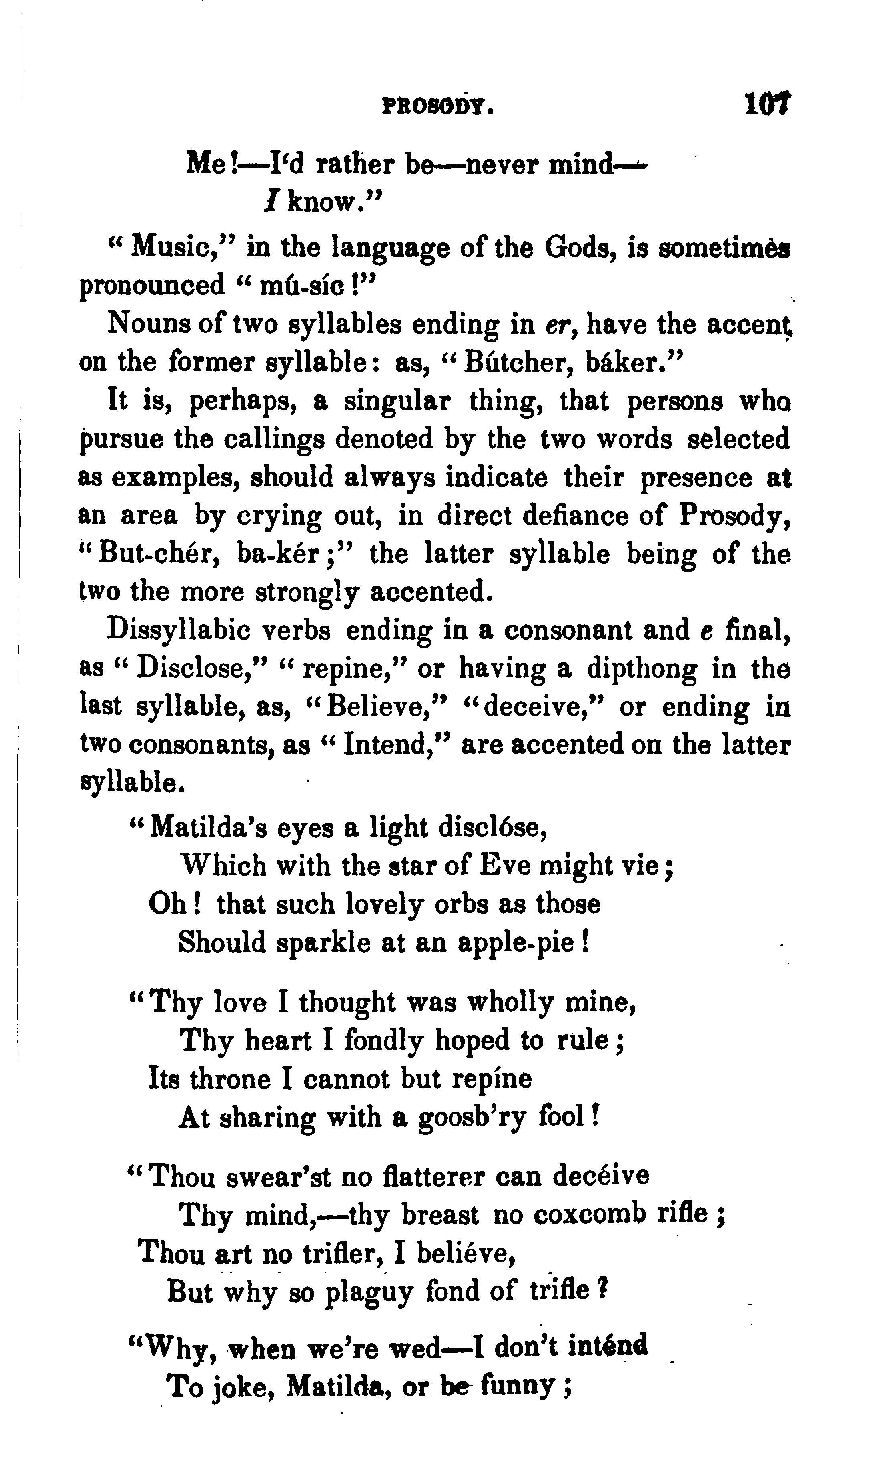 PROSODY. 107
Me!—I'd rather be—never mind—
I know."
" Music," in the language of the Gods, is sometimes
pronounced " mú-síc!"
Nouns of two syllables ending in er, have the accent
on the former syllable: as, " Bútcher, báker."
It is, perhaps, a singular thing, that persons who
pursue the callings denoted by the two words selected
as examples, should always indicate their presence at
an area by crying out, in direct defiance of Prosody,
"But-chér, ba-kér;" the latter syllable being of the
two the more strongly accented.
Dissyllabic verbs ending in a consonant and e final,
as " Disclose," " repine," or having a dipthong in the
last syllable, as, "Believe," "deceive," or ending in
two consonants, as " Intend," are accented on the latter
syllable.
"Matilda's eyes a light disclóse,
Which with the star of Eve might vie;
Oh! that such lovely orbs as those
Should sparkle at an apple-pie!
"Thy love I thought was wholly mine,
Thy heart I fondly hoped to rule;
Its throne I cannot but repíne
At sharing with a goosb'ry fool!
"Thou swear'st no flatterer can decéive
Thy mind,—thy breast no coxcomb rifle;
Thou art no trifler, I beliéve,
But why so plaguy fond of trifle?
"Why, when we're wed—I don't inténd
To joke, Matilda, or be funny;